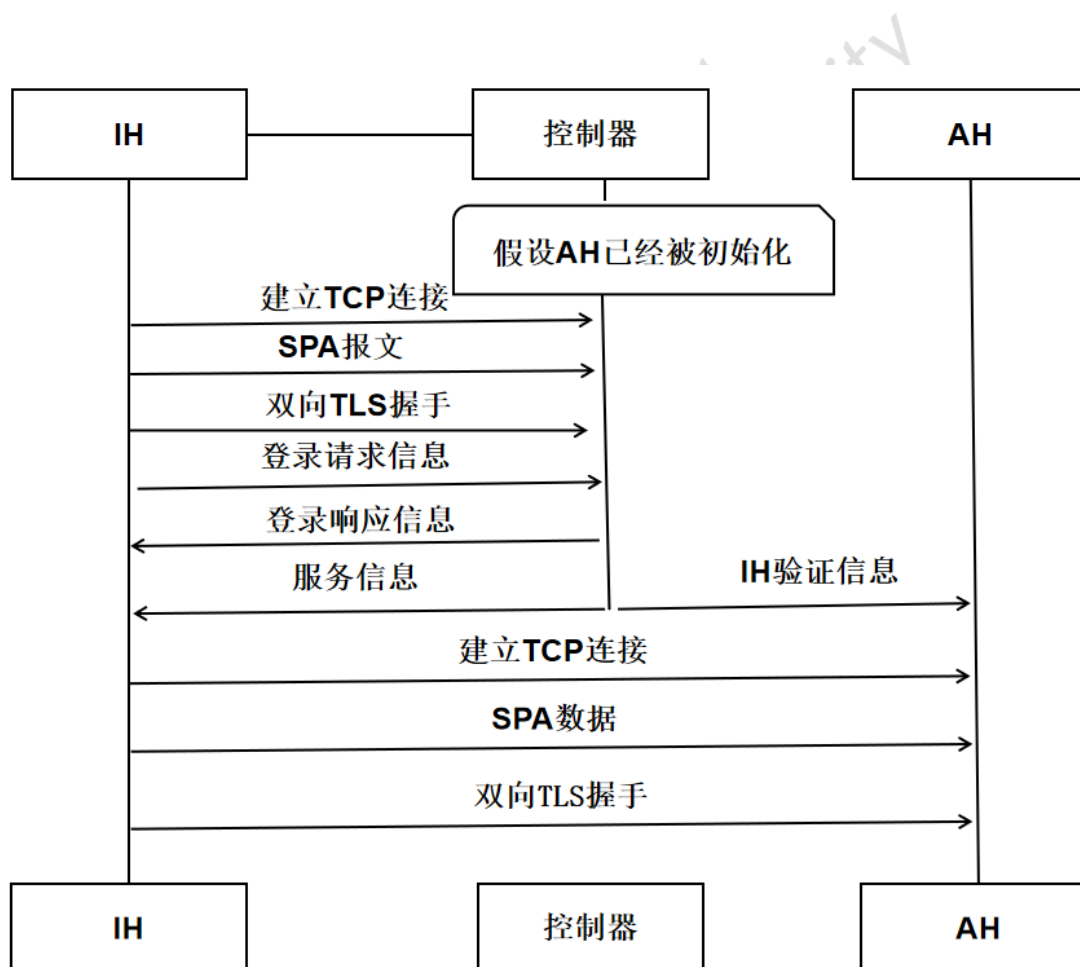 ity
IH
控制器
AH
假设AH已经被初始化
建立TCP连接
SPA报文
双向TLS握手
登录请求信息
登录响应信息
服务信息
IH验证信息
建立TCP连接
SPA数据
双向TLS握手
IH
控制器
AH